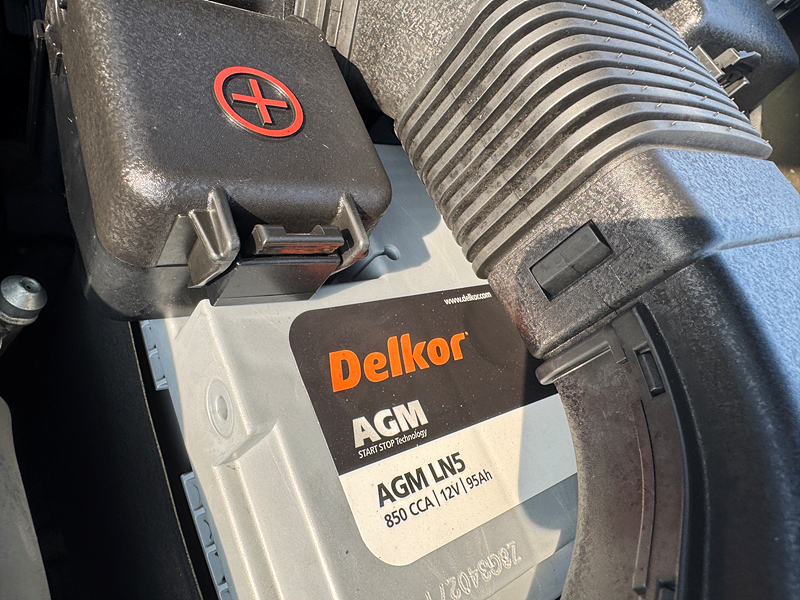 www.delkor.com
Delkor
AGM
START STOP Technology
AGM LN5
850 CCA | 12V | 95Ah